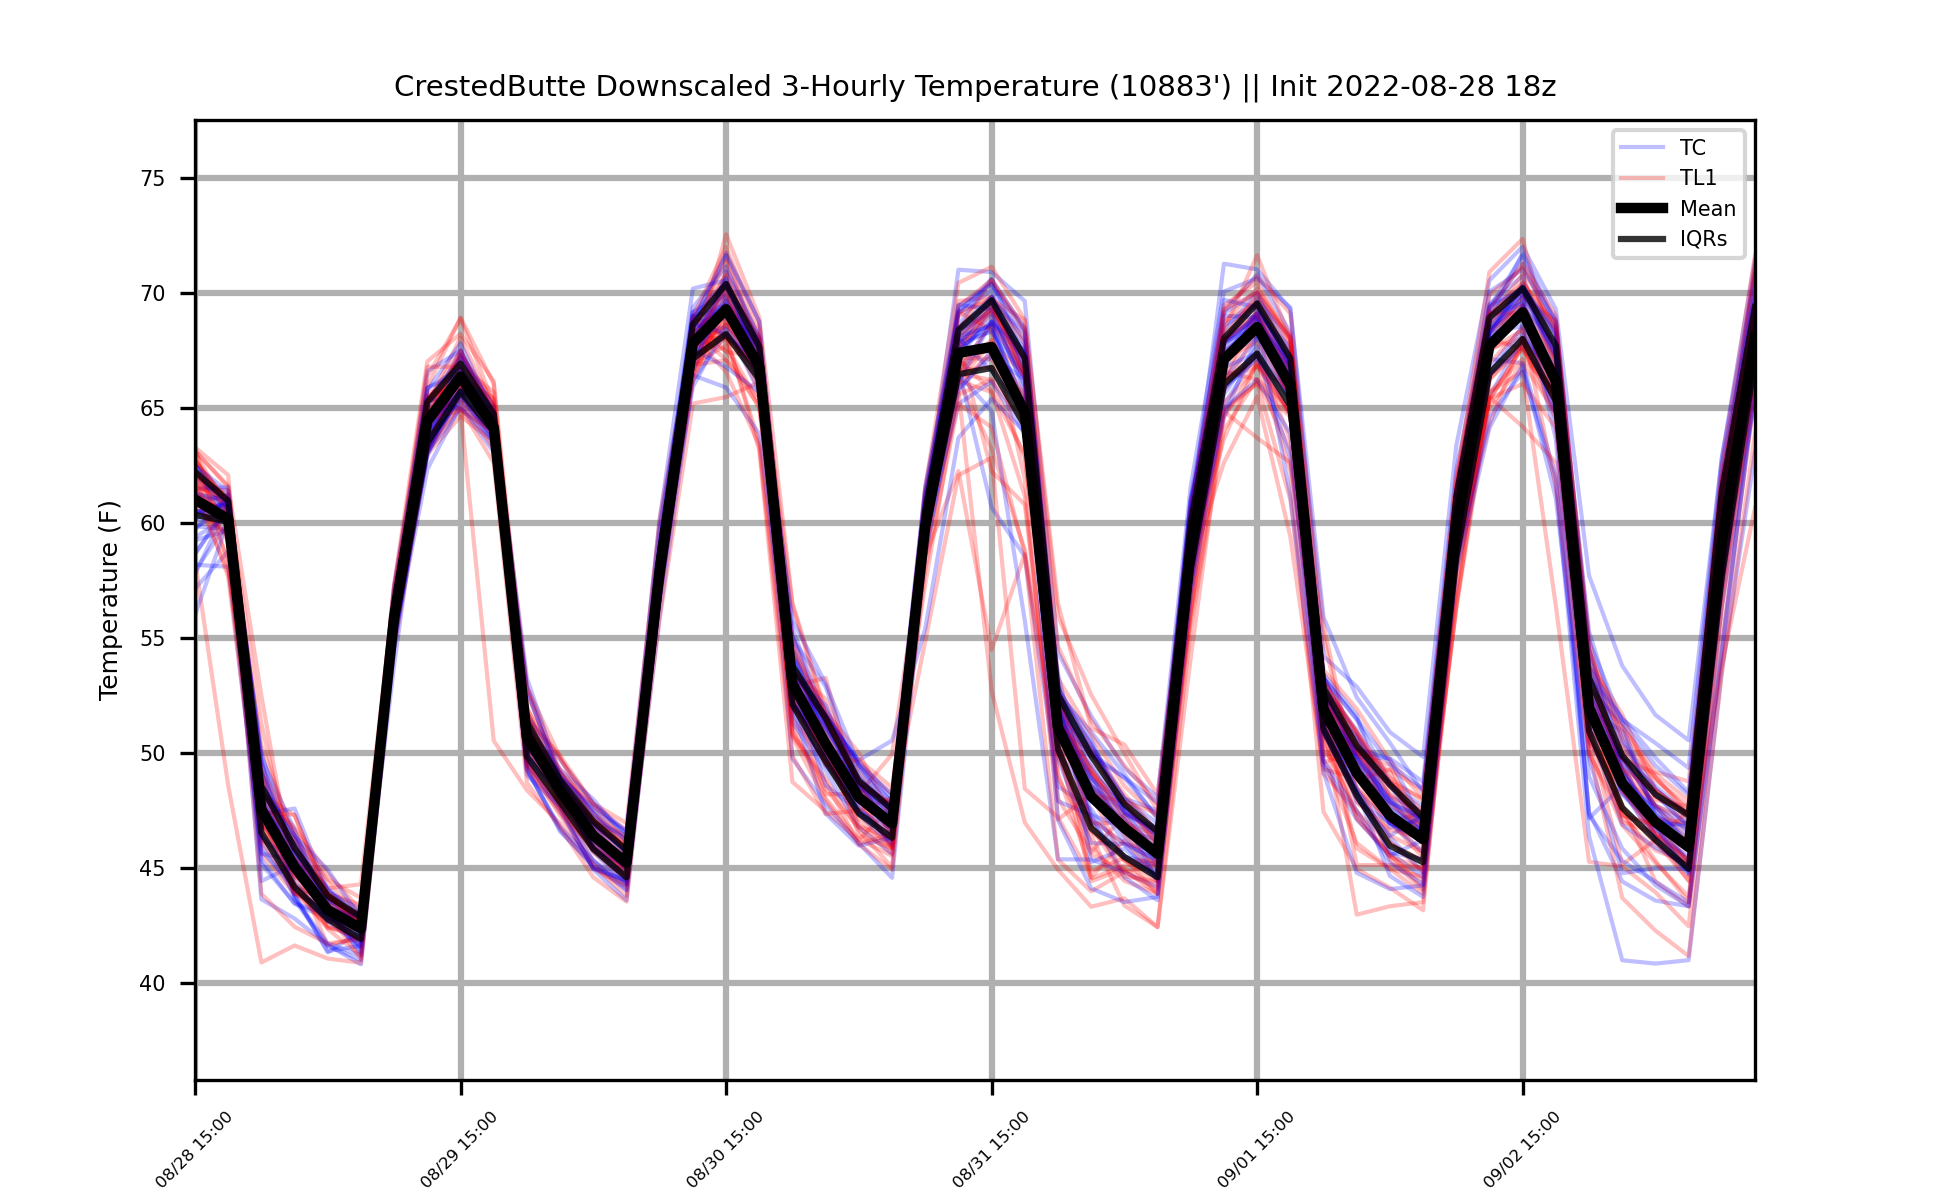 CrestedButte Downscaled 3-Hourly Temperature (10883') || Init 2022-08-28 18z
TC
TL1
Mean
IQRs
Temperature (F)
75
70
65
60
55
50
45
40
08/28 15:00
08/29 15:00
08/30 15:00
08/31 15:00
09/01 15:00
09/02 15:00